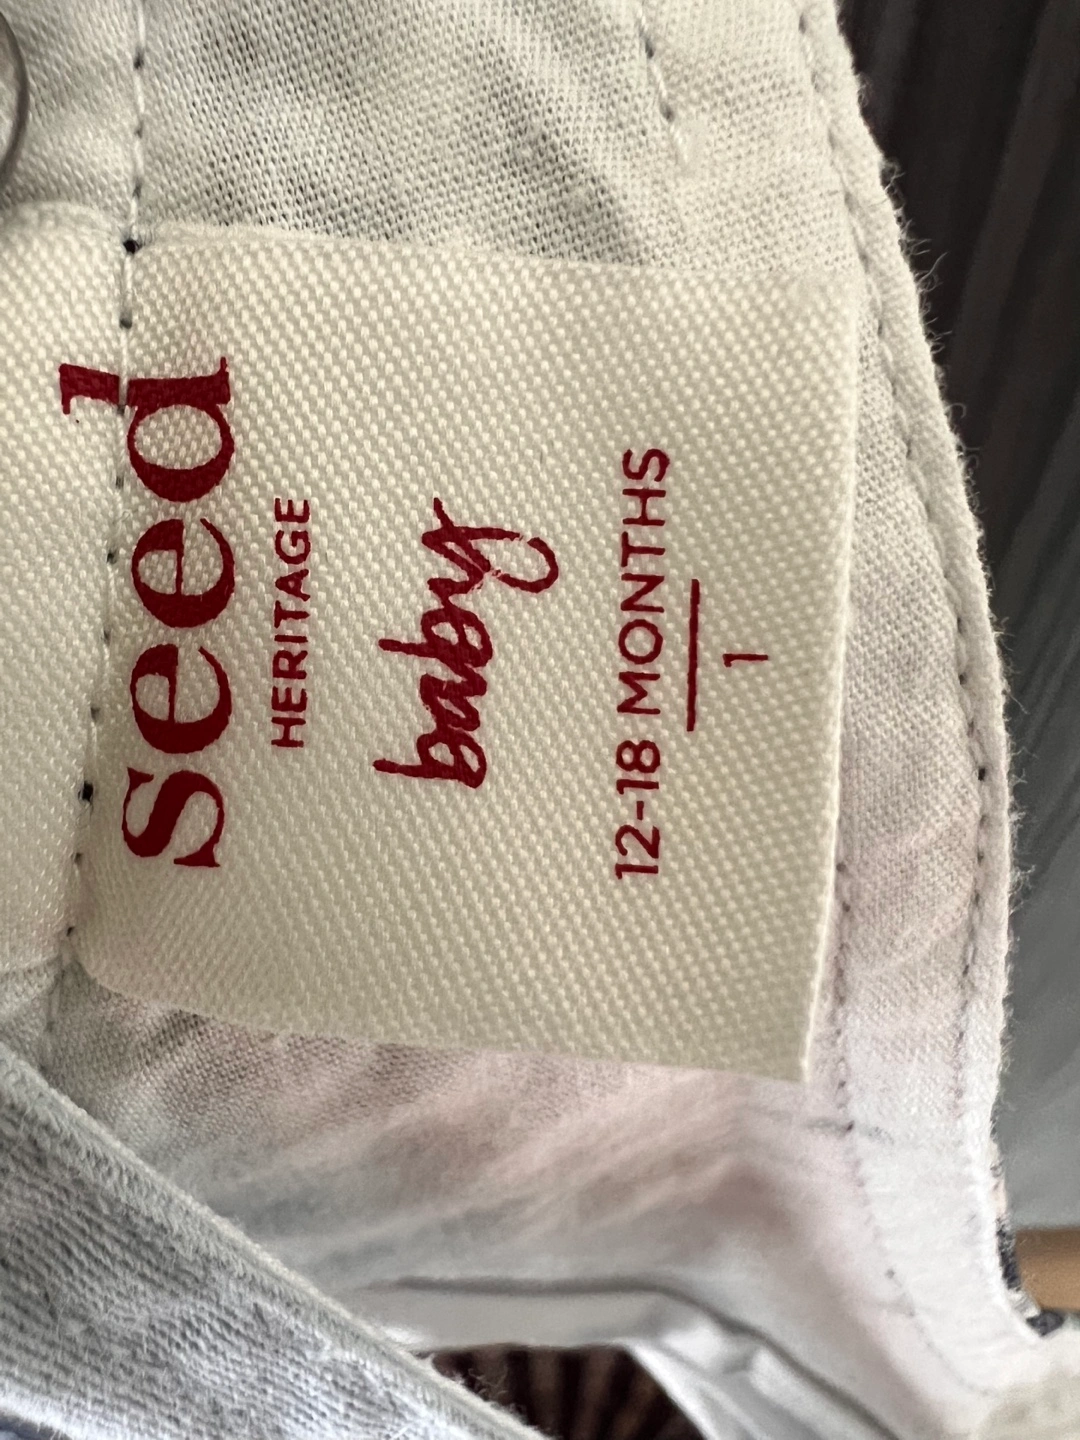 seed
HERITAGE
baby
12-18 MONTHS
1